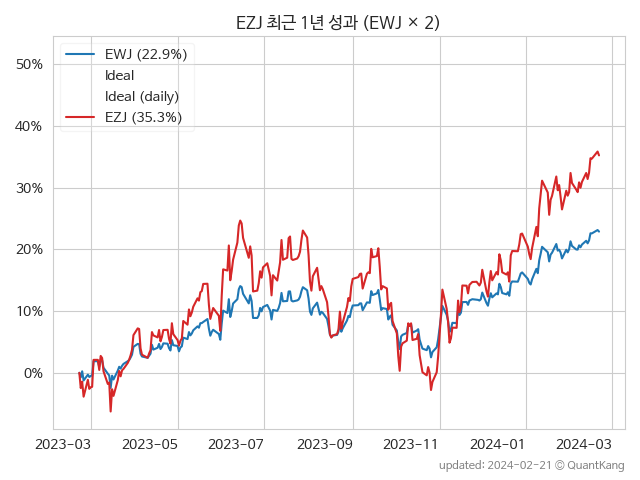 EZJ 최근 1년 성과 (EWJ × 2)
EWJ (22.9%)
Ideal
Ideal (daily)
EZJ (35.3%)
50%
40%
30%
20%
10%
0%
2023-03 2023-05 2023-07 2023-09 2023-11 2024-01 2024-03
updated: 2024-02-21 © QuantKang